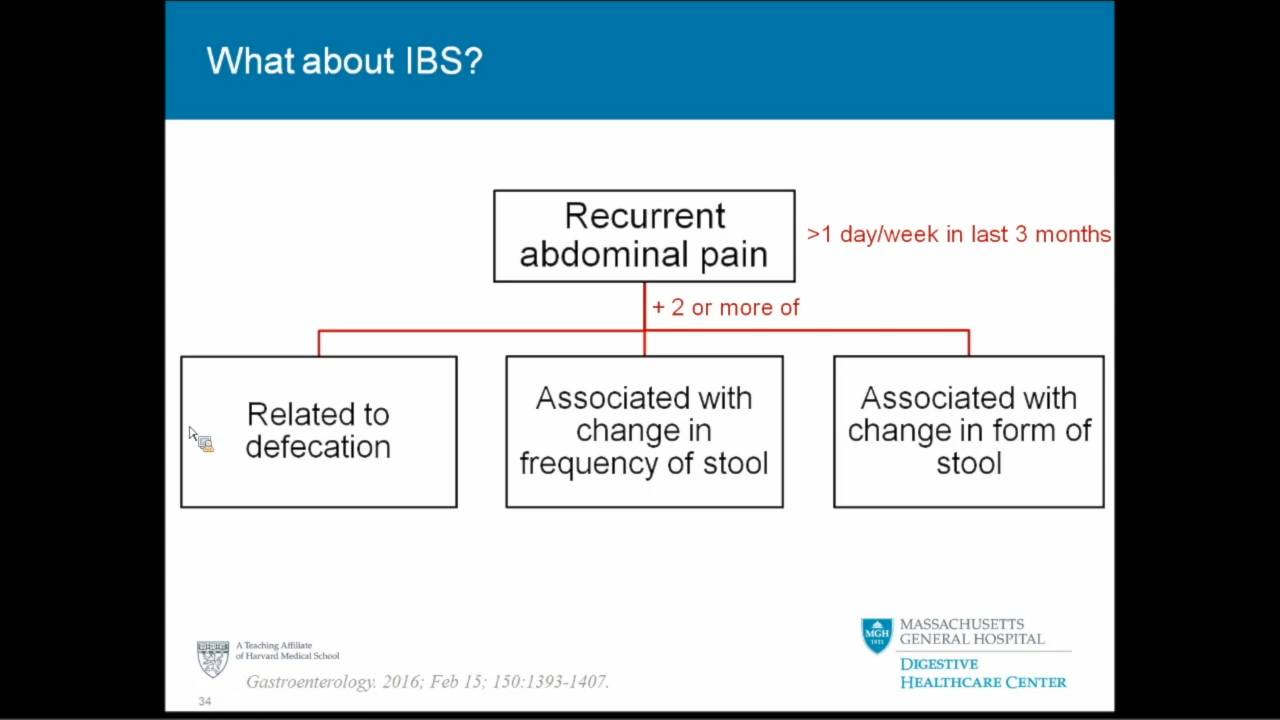 What about IBS?
Recurrent
abdominal pain
>1 day/week in last 3 months
+ 2 or more of
Related to
defecation
Associated with
change in
frequency of stool
Associated with
change in form of
stool
A Teaching Affiliate
of Harvard Medical School
Gastroenterology. 2016; Feb 15; 150:1393-1407.
34
MGH
1811
MASSACHUSETTS
GENERAL HOSPITAL
DIGESTIVE
HEALTHCARE CENTER